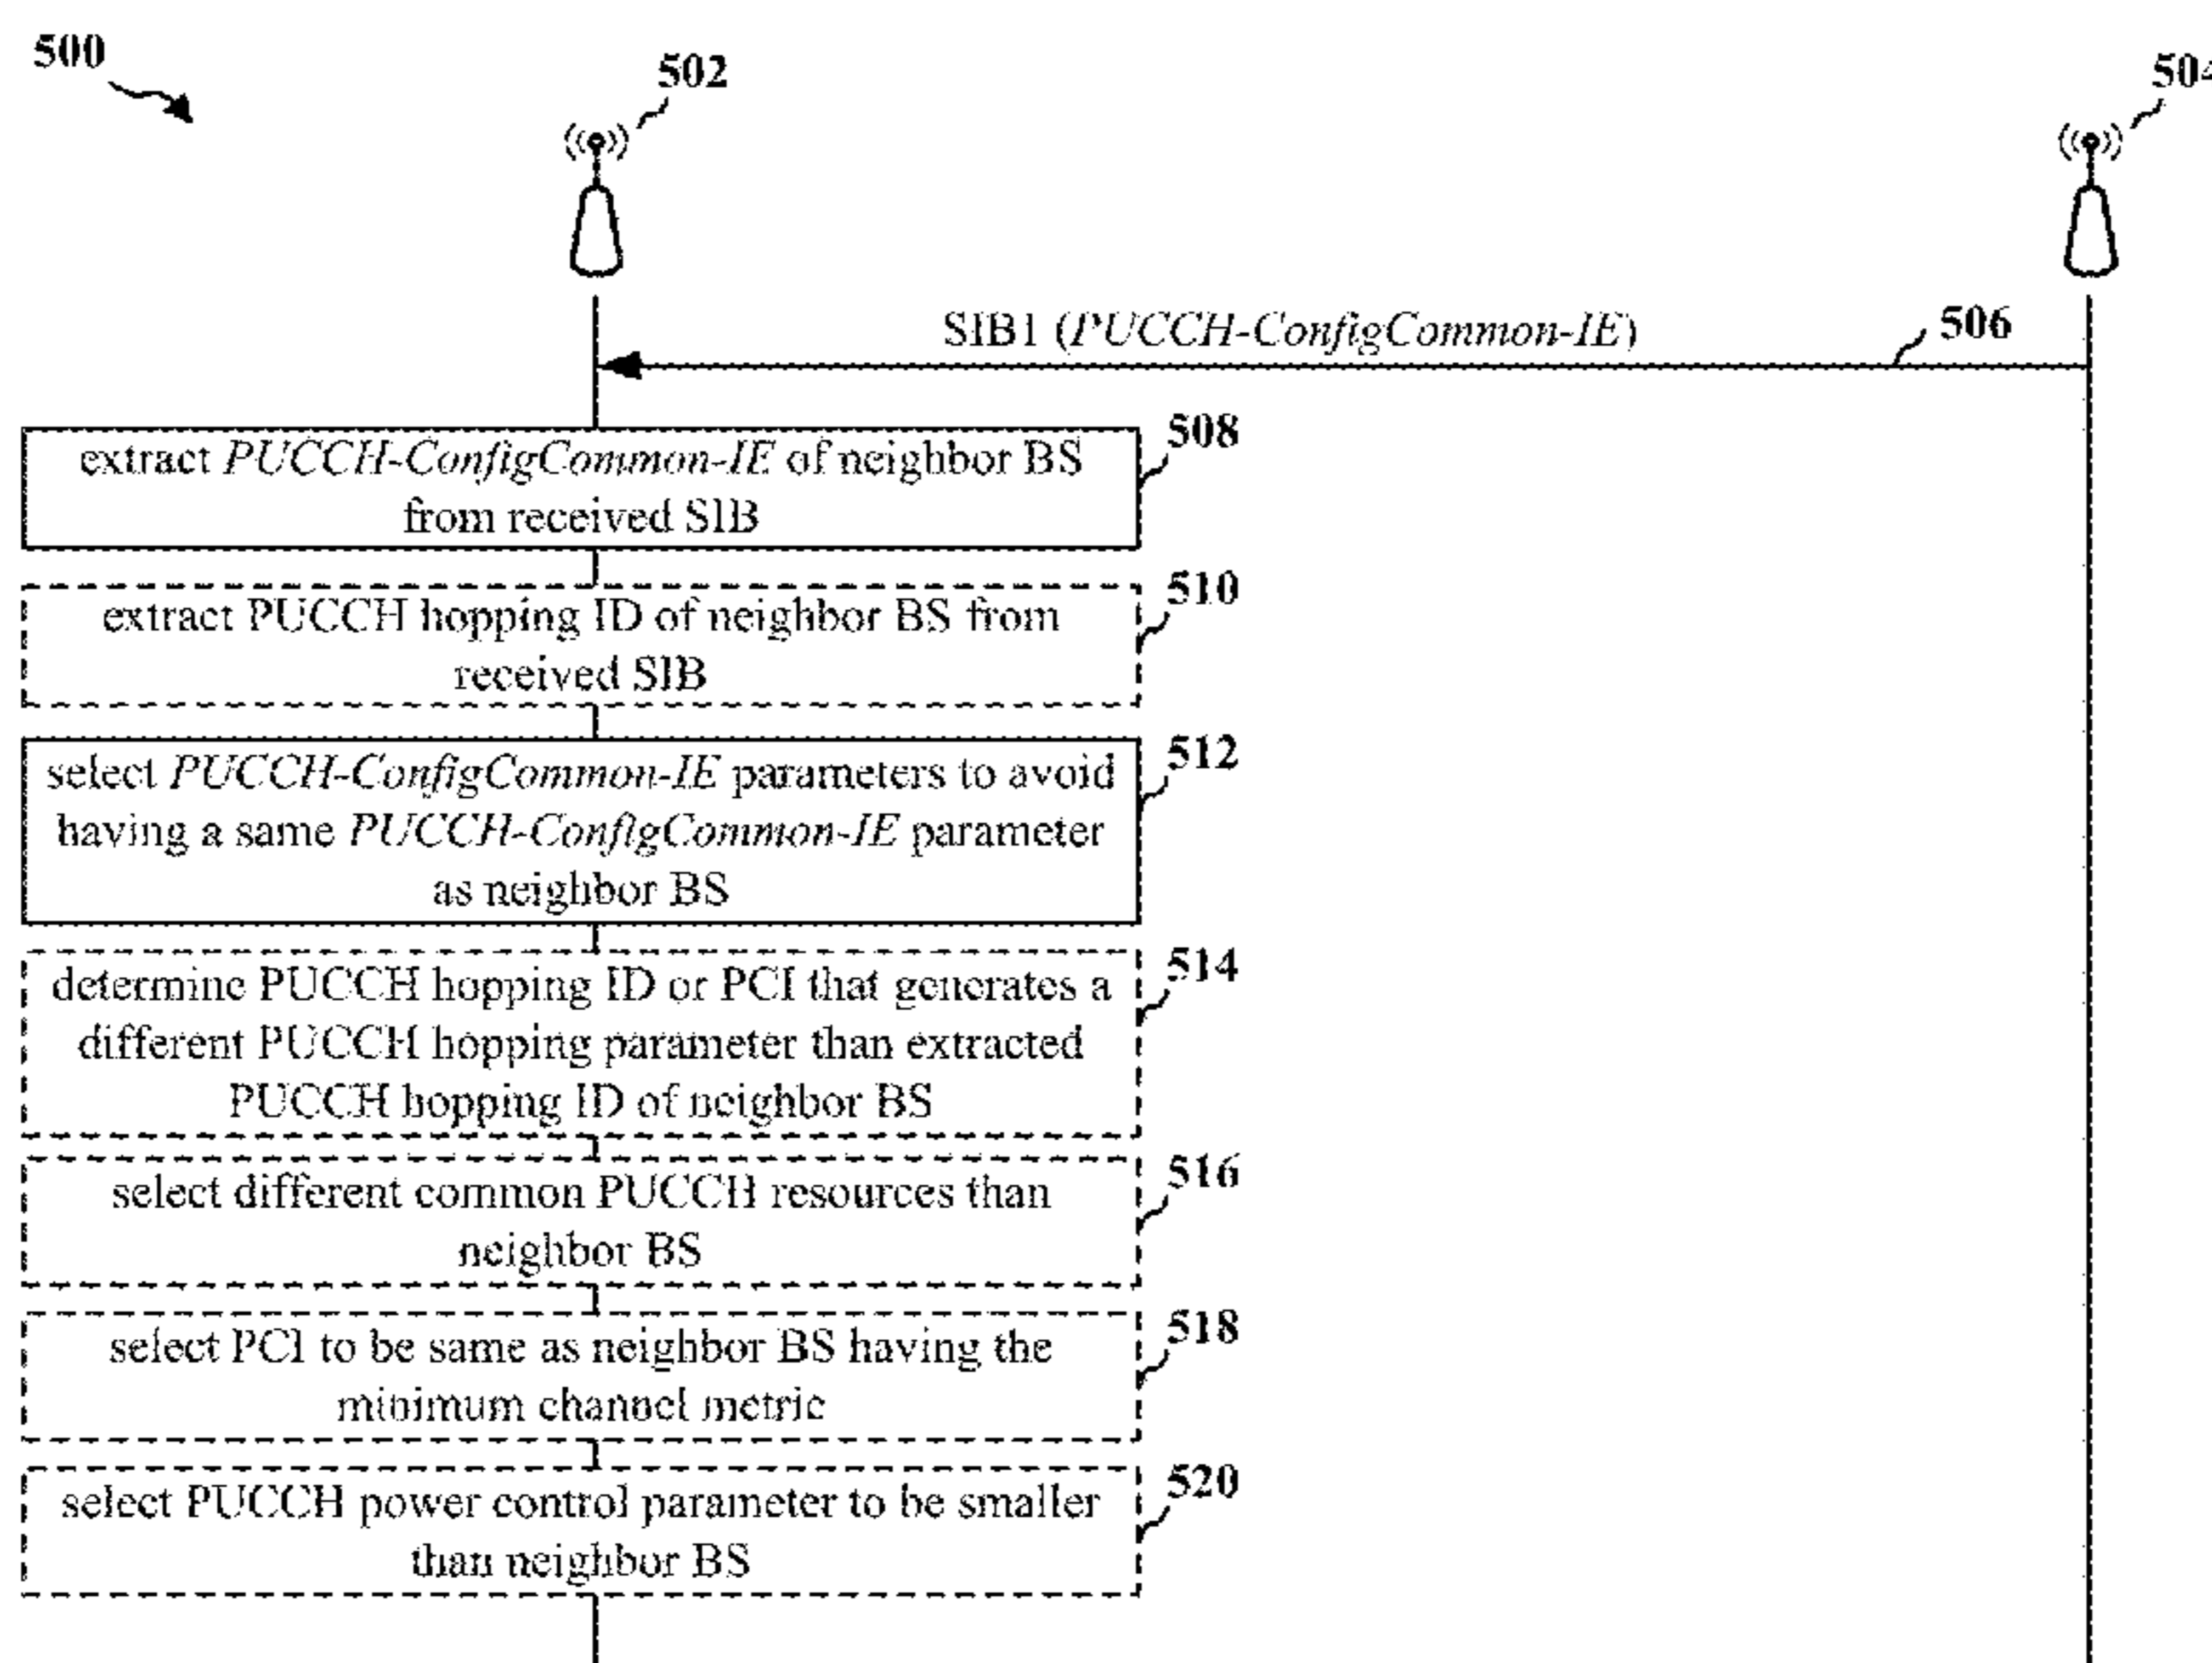 500
502
504
SIB1 (PUCCH-ConfigCommon-IE)
506
extract PUCCH-ConfigCommon-IE of neighbor BS
from received SIB
508
extract PUCCH hopping ID of neighbor BS from
received SIB
510
select PUCCH-ConfigCommon-IE parameters to avoid
having a same PUCCH-ConfigCommon-IE parameter
as neighbor BS
512
determine PUCCH hopping ID or PCI that generates a
different PUCCH hopping parameter than extracted
PUCCH hopping ID of neighbor BS
514
select different common PUCCH resources than
neighbor BS
516
select PCI to be same as neighbor BS having the
minimum channel metric
518
select PUCCH power control parameter to be smaller
than neighbor BS
520